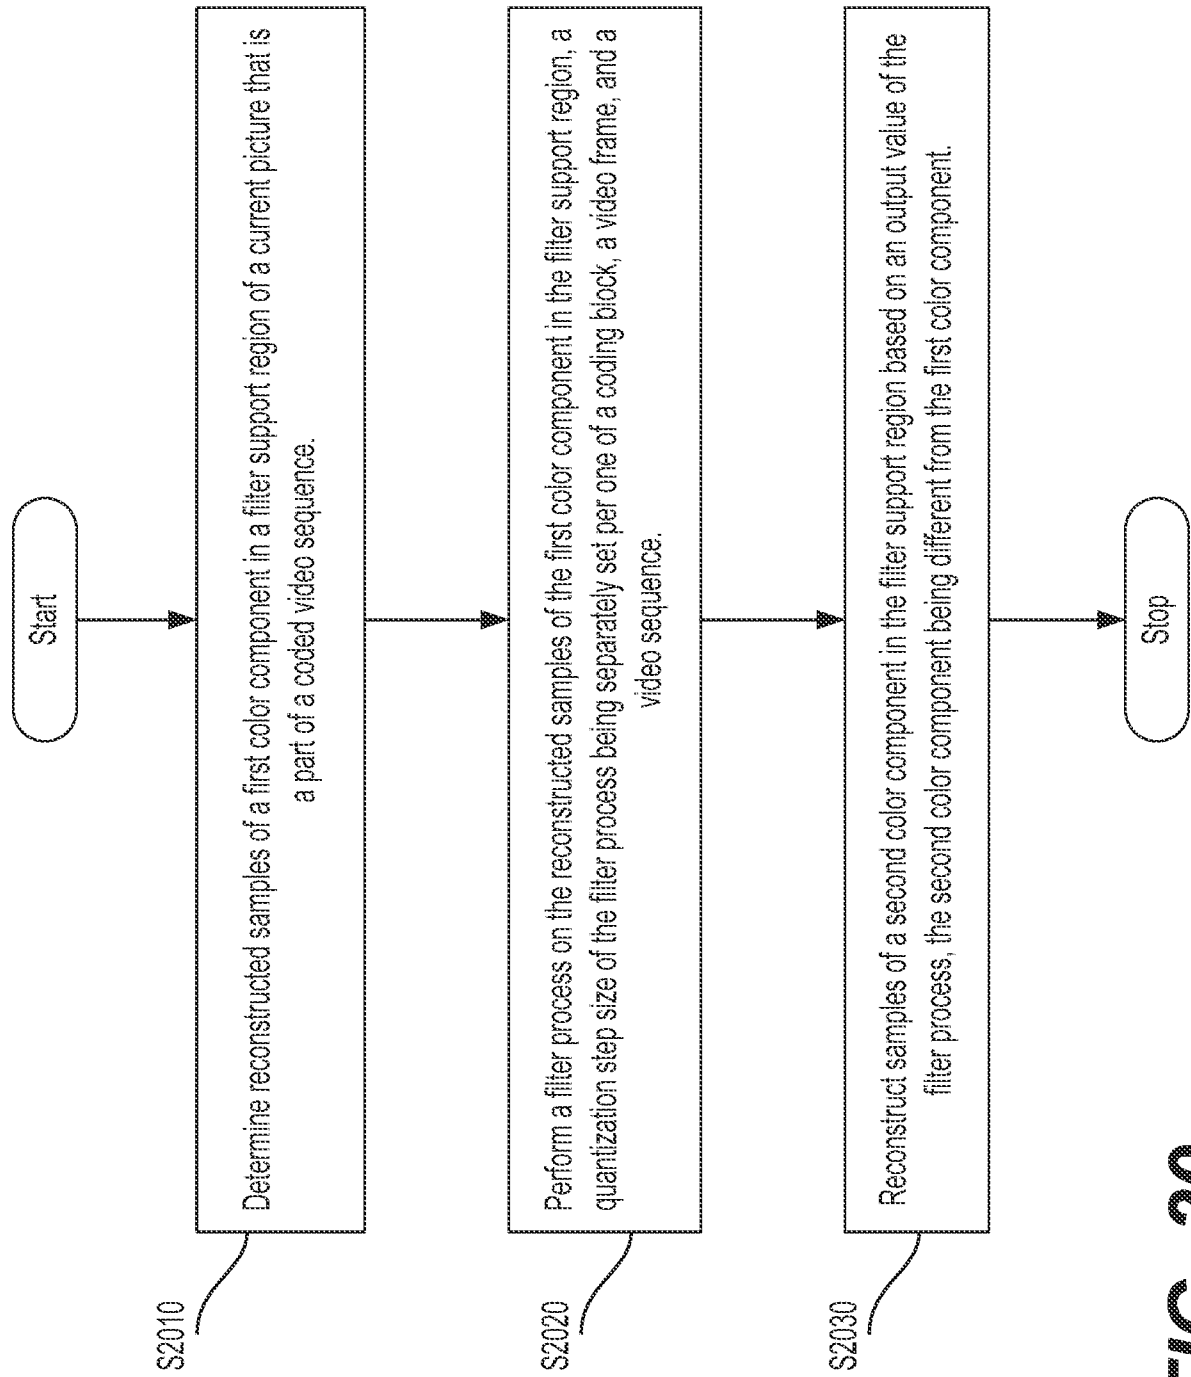 Start
S2010
Determine reconstructed samples of a first color component in a filter support region of a current picture that is
a part of a coded video sequence.
S2020
Perform a filter process on the reconstructed samples of the first color component in the filter support region, a
quantization step size of the filter process being separately set per one of a coding block, a video frame, and a
video sequence.
S2030
Reconstruct samples of a second color component in the filter support region based on an output value of the
filter process, the second color component being different from the first color component.
Stop